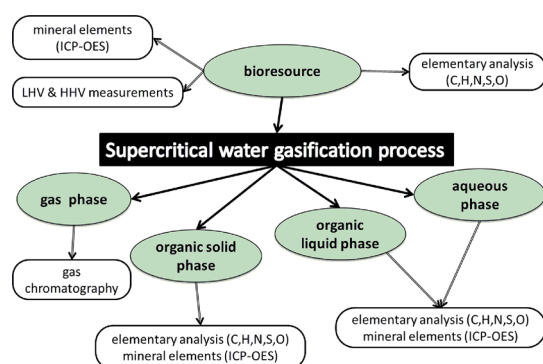 mineral elements
(ICP-OES)
bioresource
elementary analysis
(C,H,N,S,O)
LHV & HHV measurements
Supercritical water gasification process
gas phase
aqueous
phase
organic
liquid phase
organic solid
phase
gas
chromatography
elementary analysis (C,H,N,S,O)
mineral elements (ICP-OES)
elementary analysis (C,H,N,S,O)
mineral elements (ICP-OES)